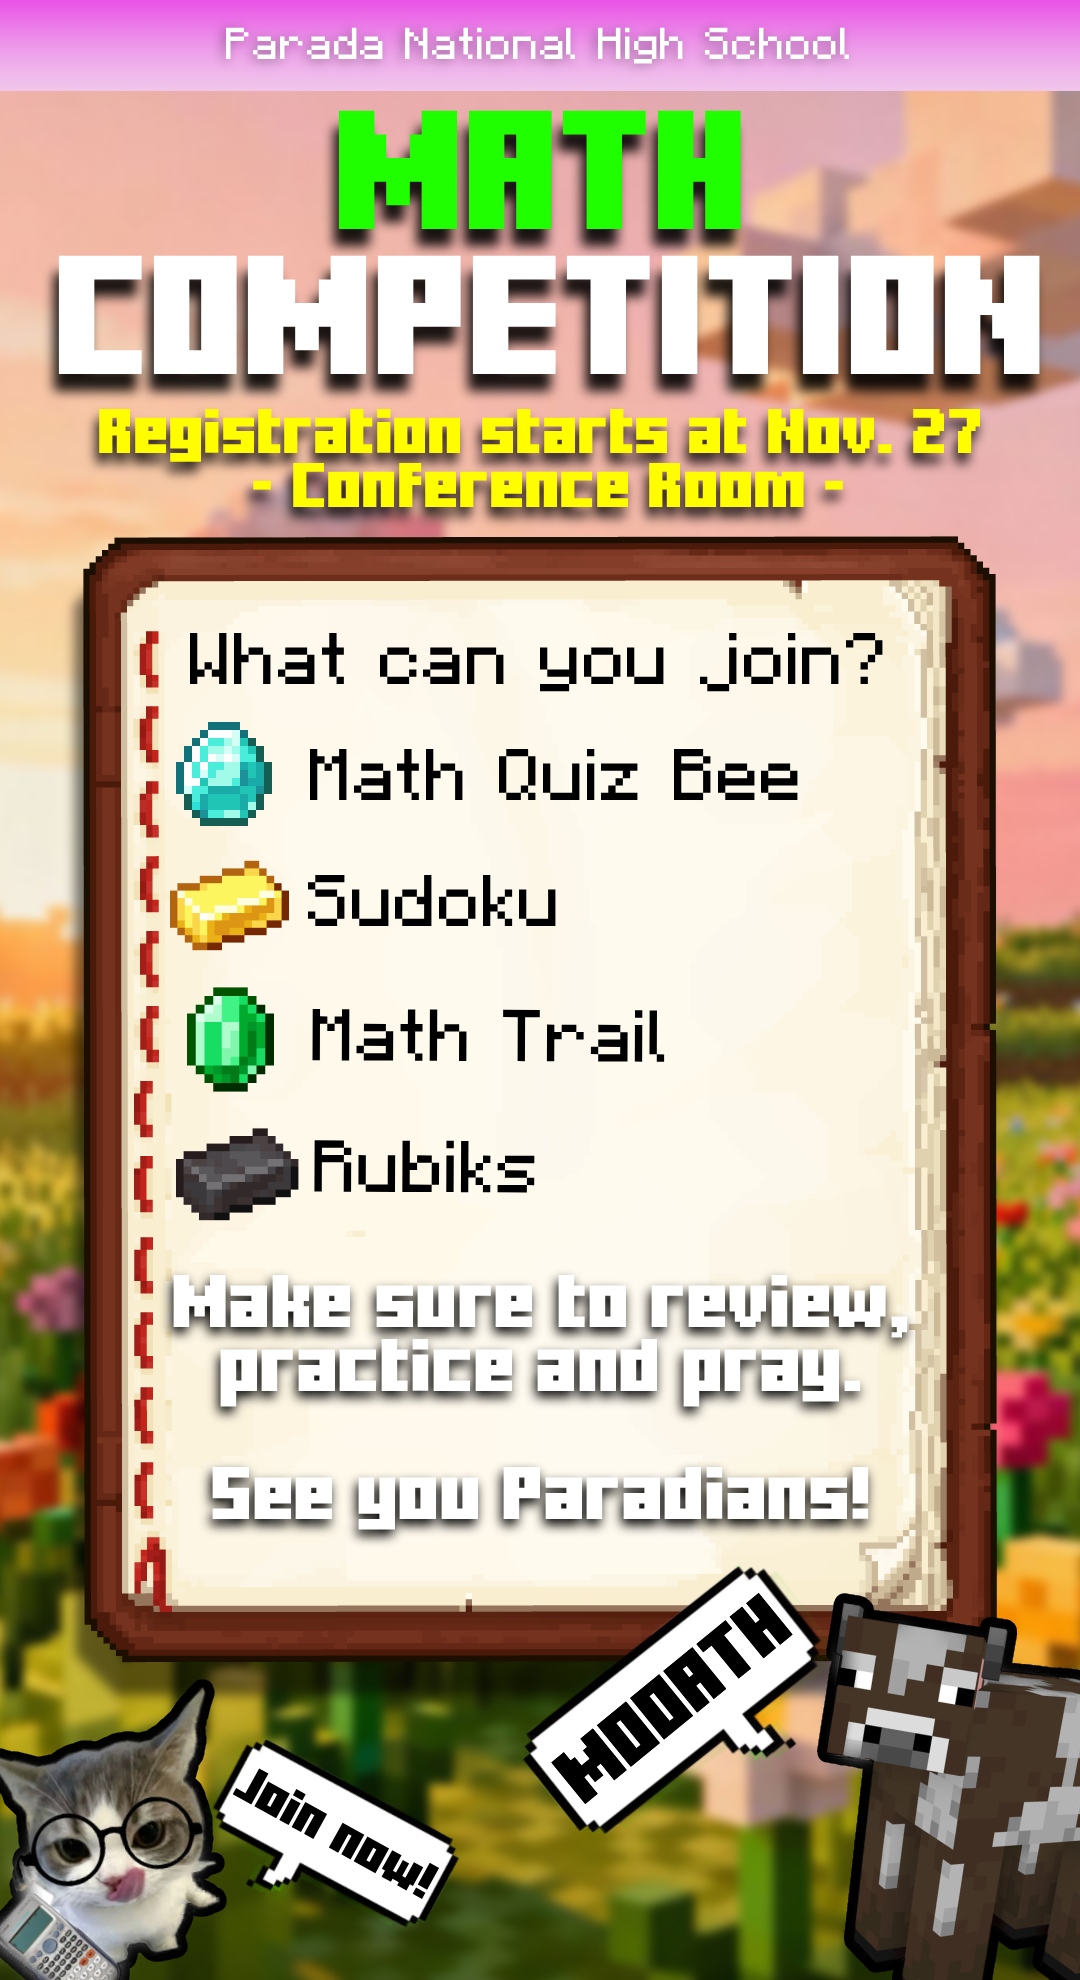 Parada National High School
MATH
COMPETITION
Registration starts at Nov. 27
- Conference Room -
What can you join?
Math Quiz Bee
Sudoku
Math Trail
Rubiks
Make sure to review,
practice and pray.
See you Paradians!
MOOATH
Join now!